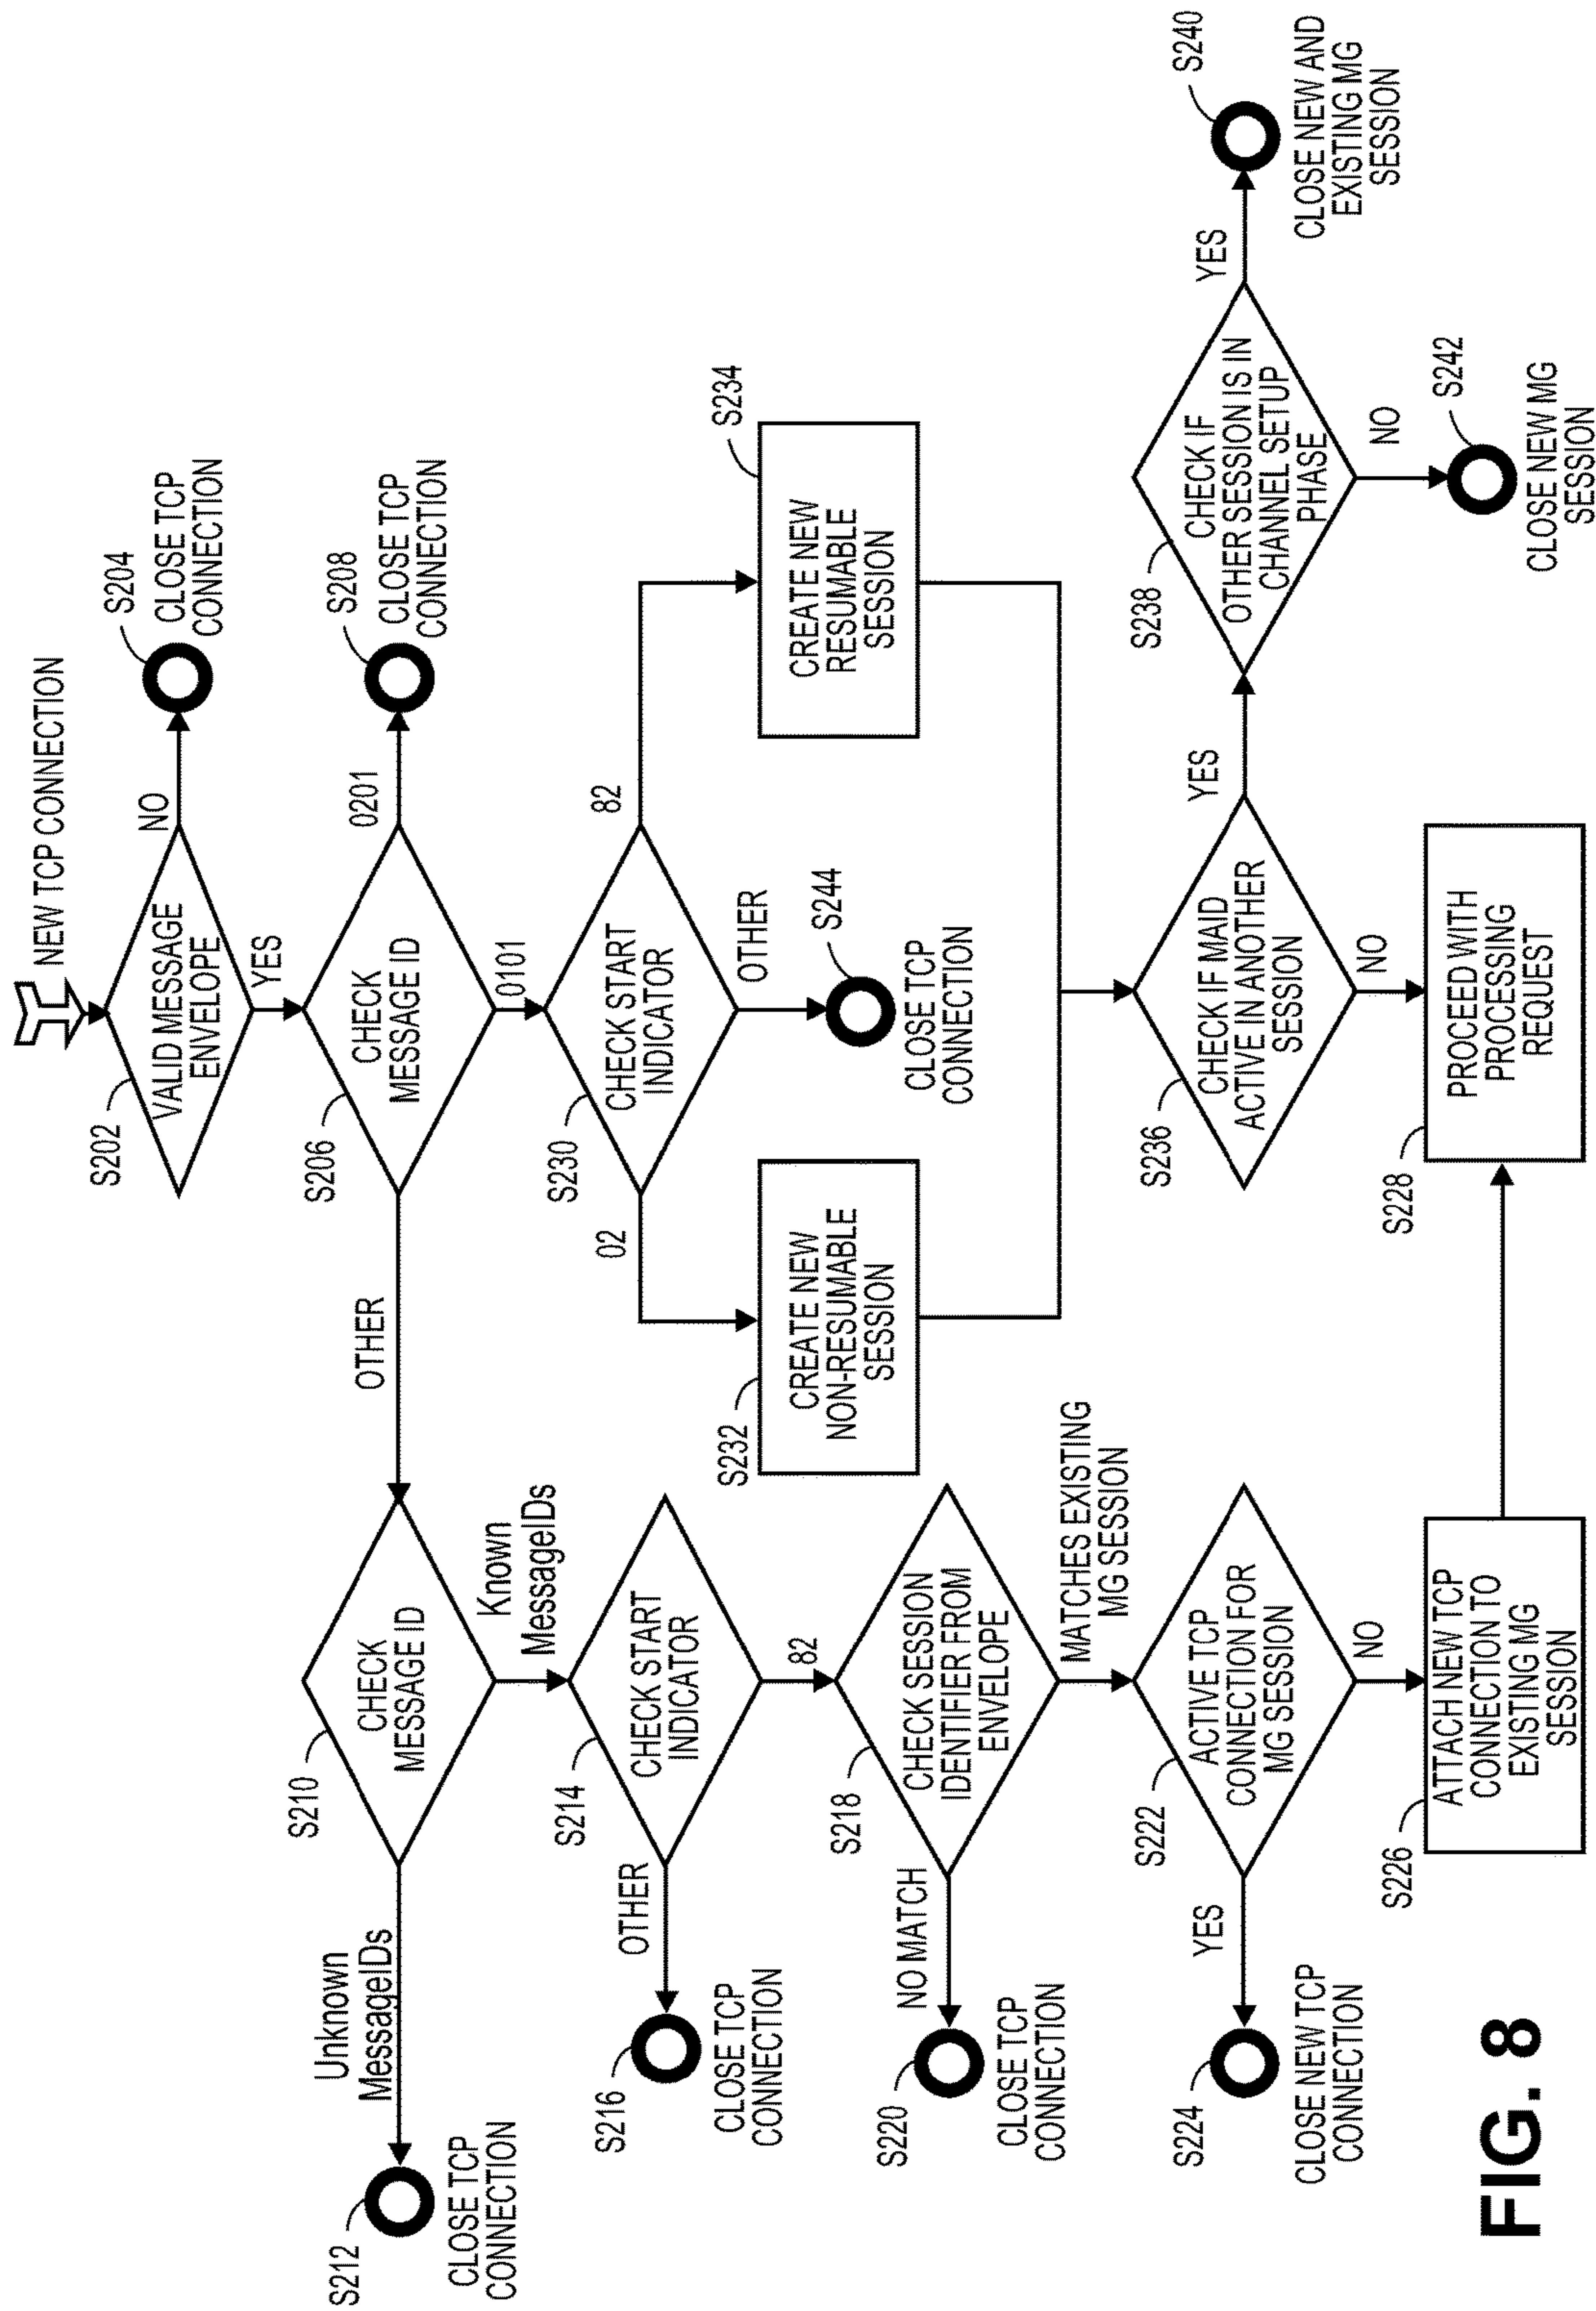 NEW TCP CONNECTION
S202
VALID MESSAGE
ENVELOPE
NO
S204
CLOSE TCP
CONNECTION
YES
S206
CHECK
MESSAGE ID
0201
S208
CLOSE TCP
CONNECTION
OTHER
0101
S210
CHECK
MESSAGE ID
Unknown
MessageIDs
S212
CLOSE TCP
CONNECTION
Known
MessageIDs
S214
CHECK START
INDICATOR
OTHER
S216
CLOSE TCP
CONNECTION
82
S218
CHECK SESSION
IDENTIFIER FROM
ENVELOPE
NO MATCH
S220
CLOSE TCP
CONNECTION
MATCHES EXISTING
MG SESSION
S222
ACTIVE TCP
CONNECTION FOR
MG SESSION
YES
S224
CLOSE NEW TCP
CONNECTION
NO
S226
ATTACH NEW TCP
CONNECTION TO
EXISTING MG
SESSION
S230
CHECK START
INDICATOR
02
S232
CREATE NEW
NON-RESUMABLE
SESSION
82
S234
CREATE NEW
RESUMABLE
SESSION
OTHER
S244
CLOSE TCP
CONNECTION
S236
CHECK IF MAID
ACTIVE IN ANOTHER
SESSION
NO
S228
PROCEED WITH
PROCESSING
REQUEST
YES
S238
CHECK IF
OTHER SESSION IS IN
CHANNEL SETUP
PHASE
YES
S240
CLOSE NEW AND
EXISTING MG
SESSION
NO
S242
CLOSE NEW MG
SESSION
FIG. 8